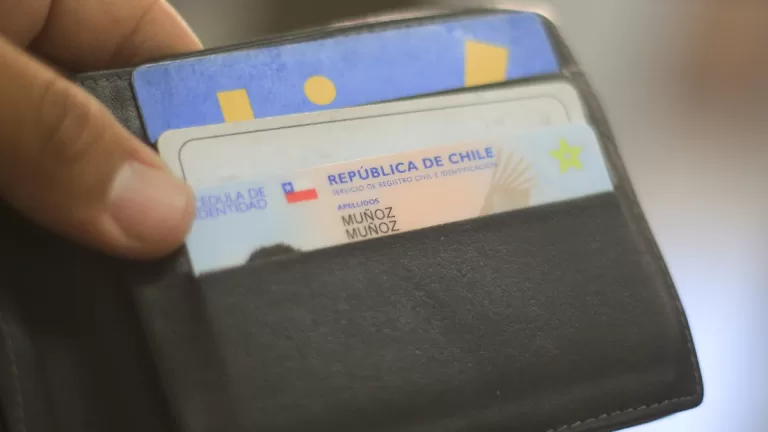 REPÚBLICA DE CHILE
SERVICIO DE REGISTRO CIVIL E IDENTIFICACIÓN
CÉDULA DE
IDENTIDAD
APELLIDOS
MUÑOZ
MUÑOZ